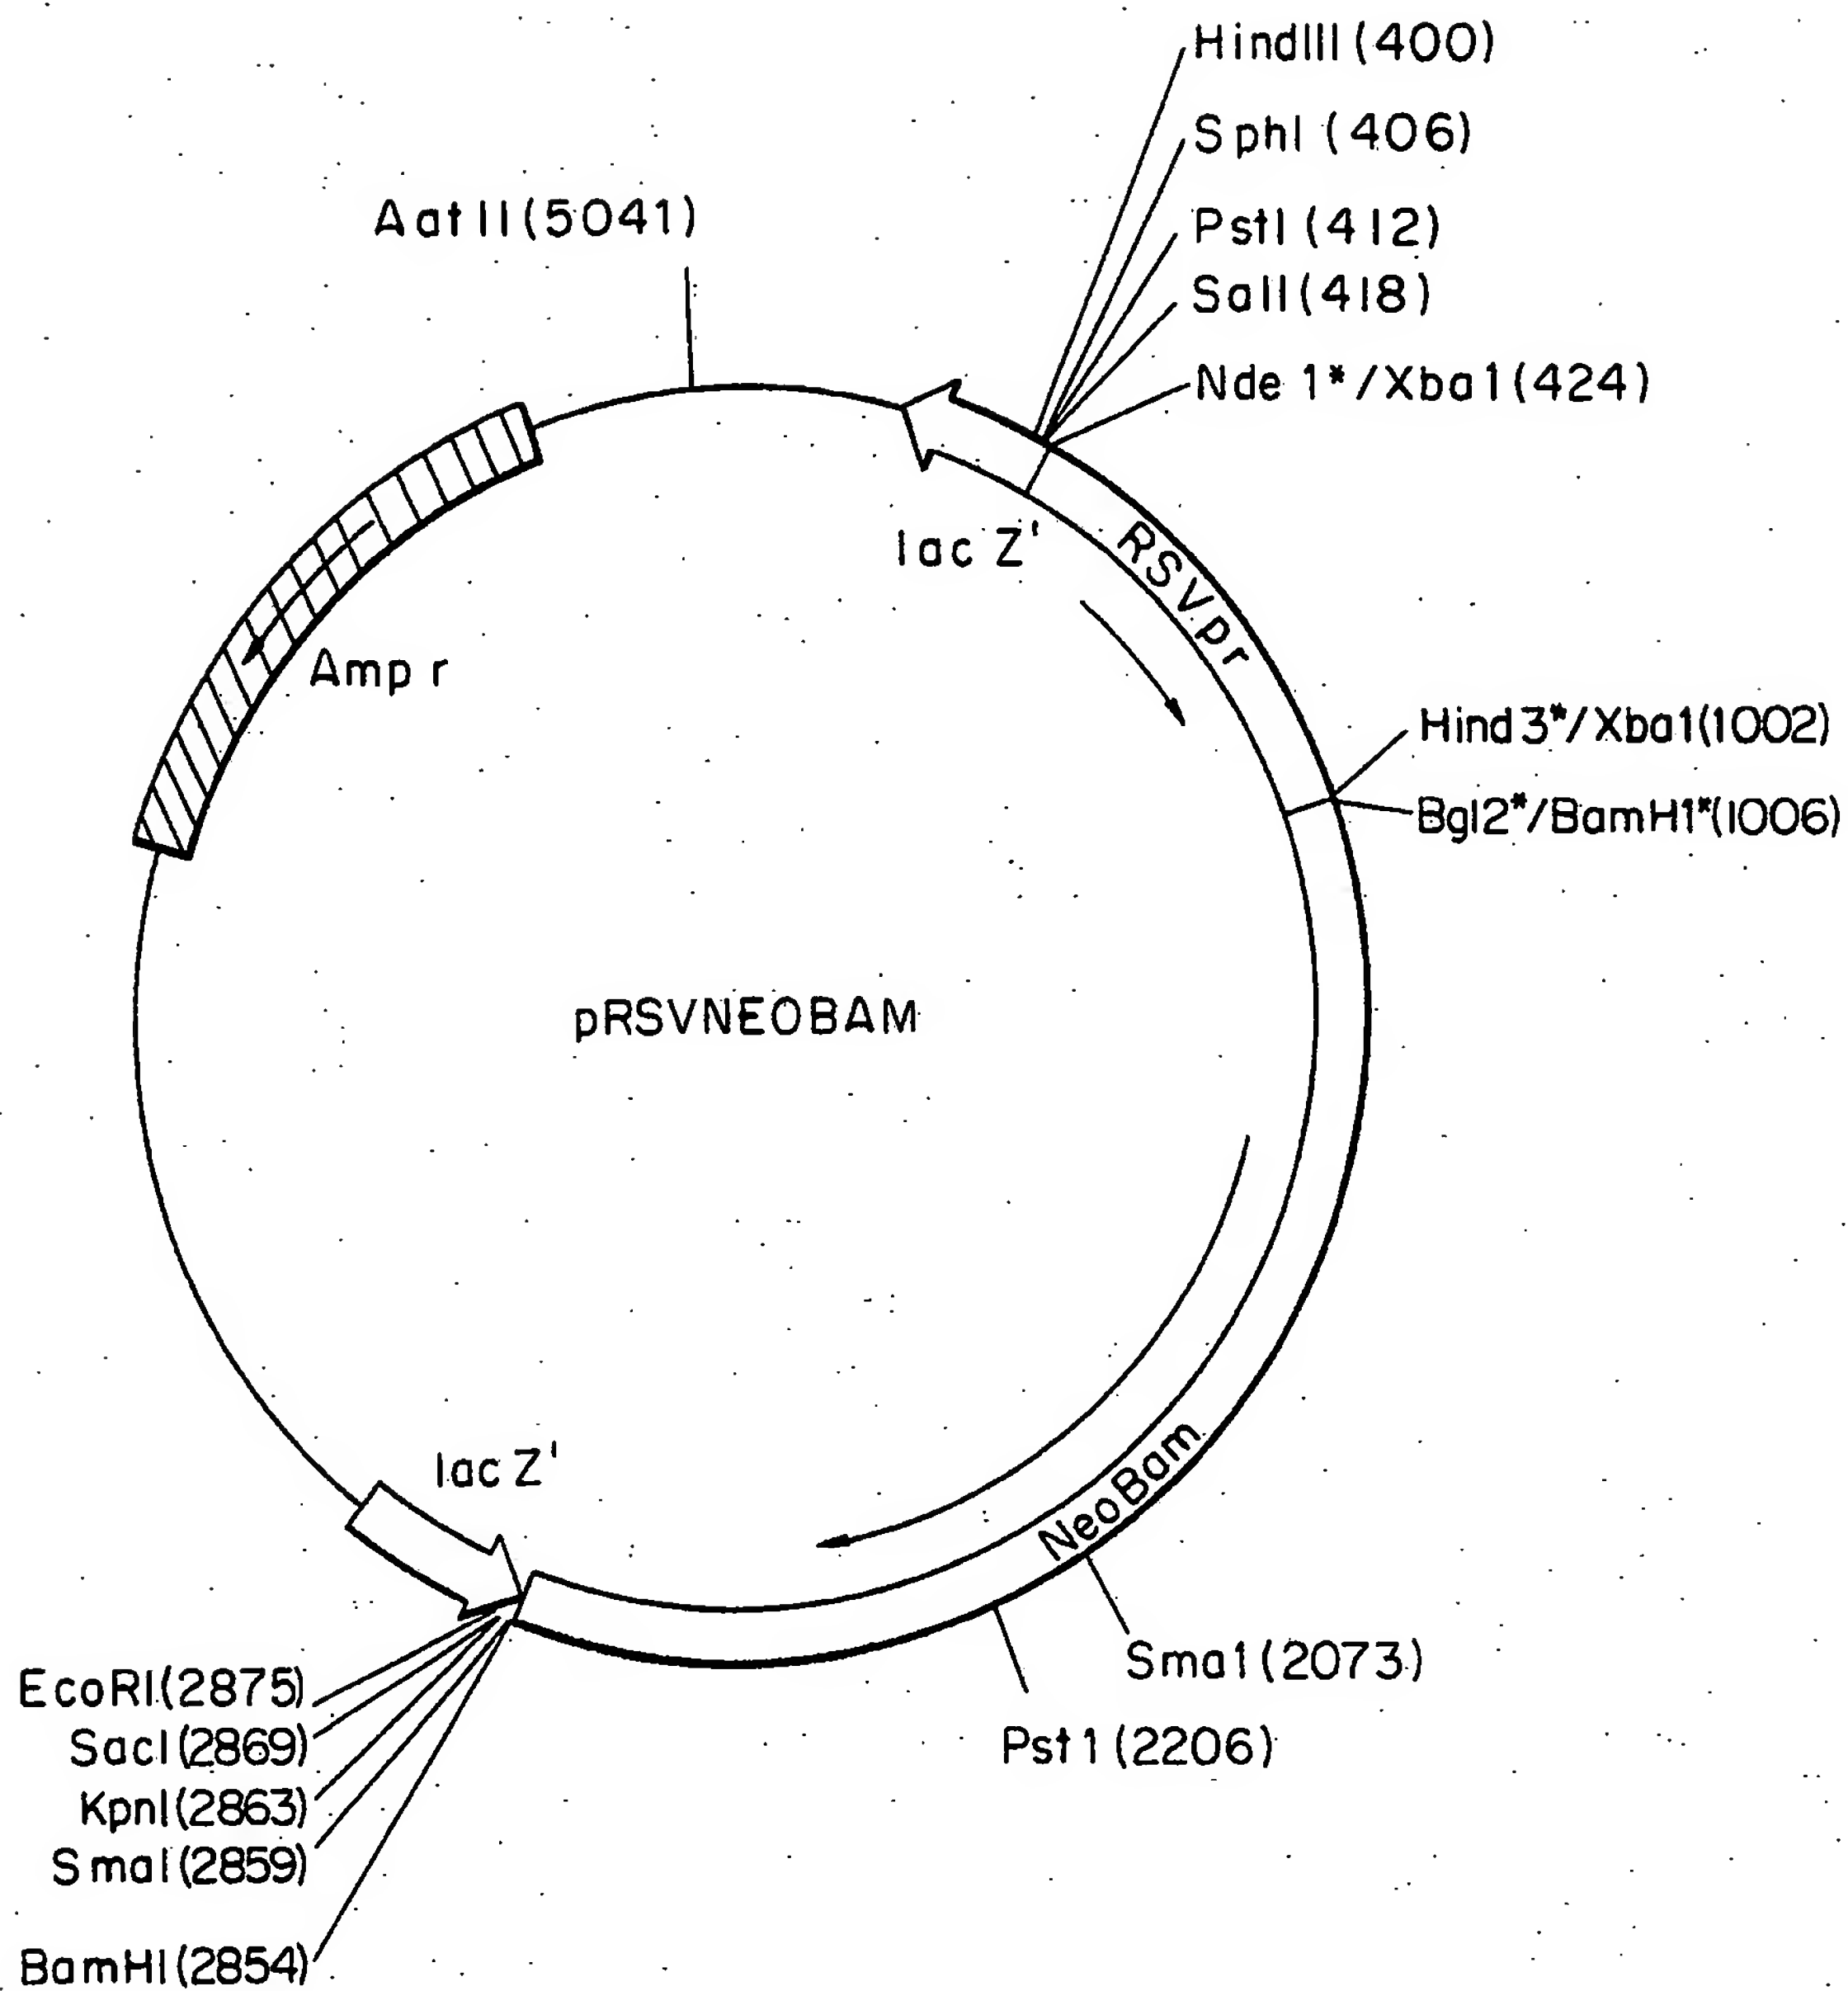 HindIII (400)
SphI (406)
AatII (5041)
PstI (412)
SalI (418)
Nde 1*/Xba1 (424)
lac Z'
RSVpr
Amp r
Hind 3*/Xba1(1002)
Bgl2*/BamH1*(1006)
pRSVNEOBAM
NeoBam
lac Z'
Sma1 (2073)
EcoRI (2875)
SacI (2869)
Pst1 (2206)
KpnI (2863)
SmaI (2859)
BamHI (2854)